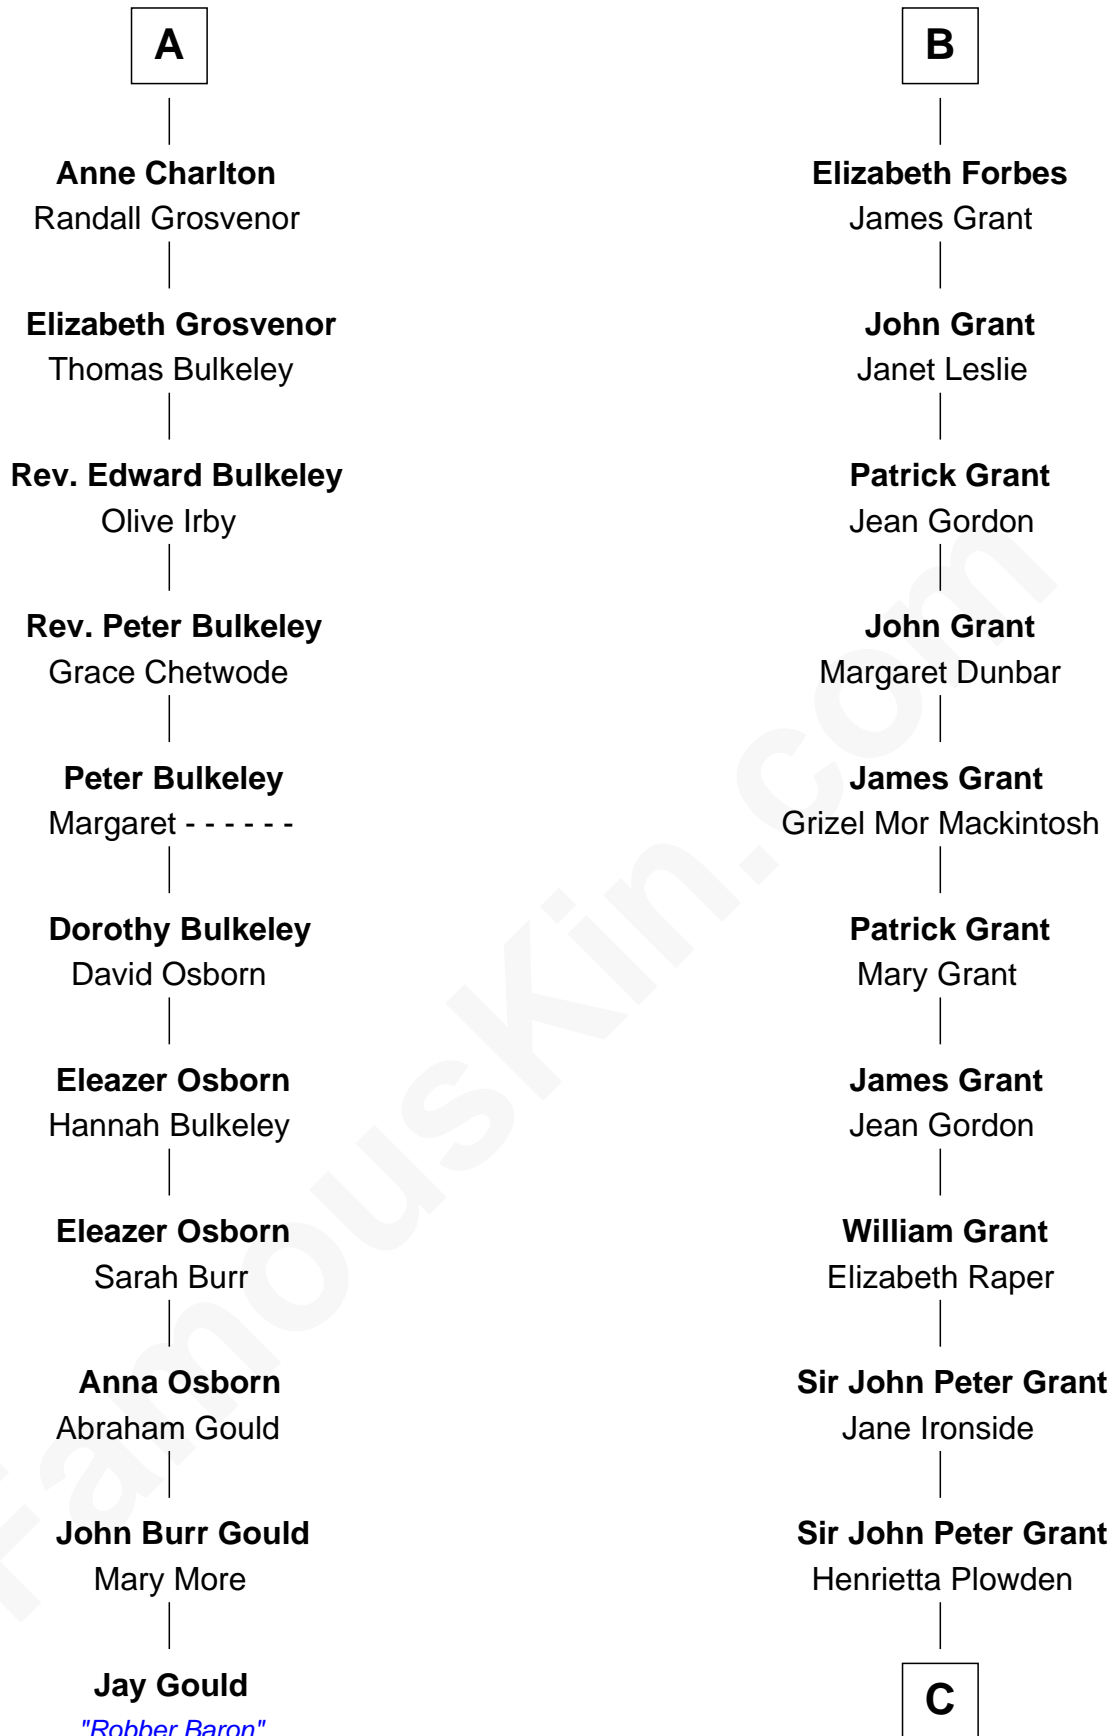 A
Anne Charlton
Randall Grosvenor
Elizabeth Grosvenor
Thomas Bulkeley
Rev. Edward Bulkeley
Olive Irby
Rev. Peter Bulkeley
Grace Chetwode
Peter Bulkeley
Margaret - - - - - -
Dorothy Bulkeley
David Osborn
Eleazer Osborn
Hannah Bulkeley
Eleazer Osborn
Sarah Burr
Anna Osborn
Abraham Gould
John Burr Gould
Mary More
Jay Gould
"Robber Baron"
B
Elizabeth Forbes
James Grant
John Grant
Janet Leslie
Patrick Grant
Jean Gordon
John Grant
Margaret Dunbar
James Grant
Grizel Mor Mackintosh
Patrick Grant
Mary Grant
James Grant
Jean Gordon
William Grant
Elizabeth Raper
Sir John Peter Grant
Jane Ironside
Sir John Peter Grant
Henrietta Plowden
C
FamousKin.com